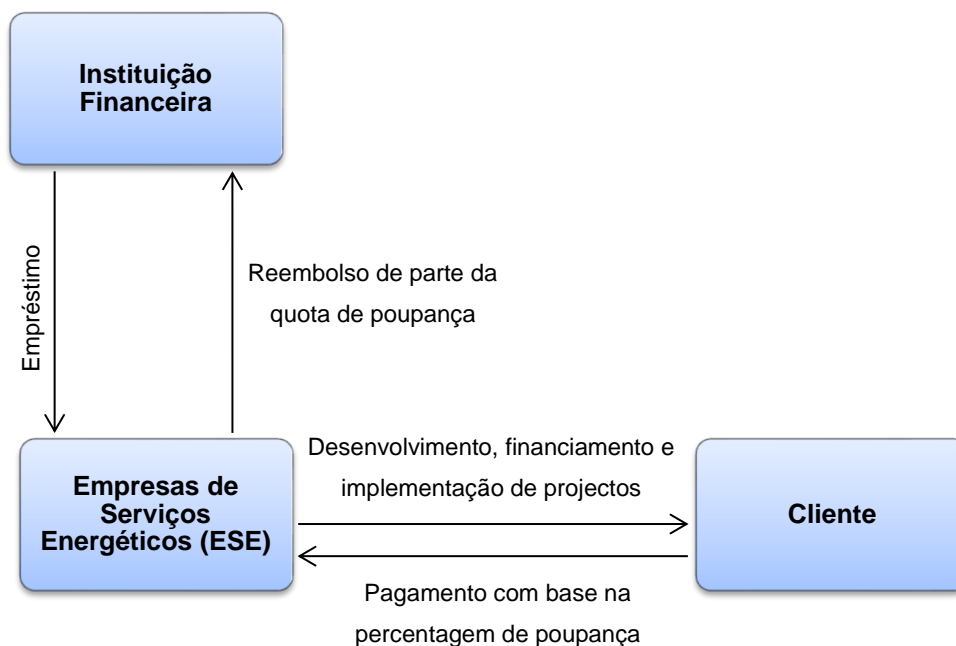 Instituição
Financeira
Empréstimo
Reembolso de parte da
quota de poupança
Empresas de
Serviços
Energéticos (ESE)
Desenvolvimento, financiamento e
implementação de projectos
Cliente
Pagamento com base na
percentagem de poupança